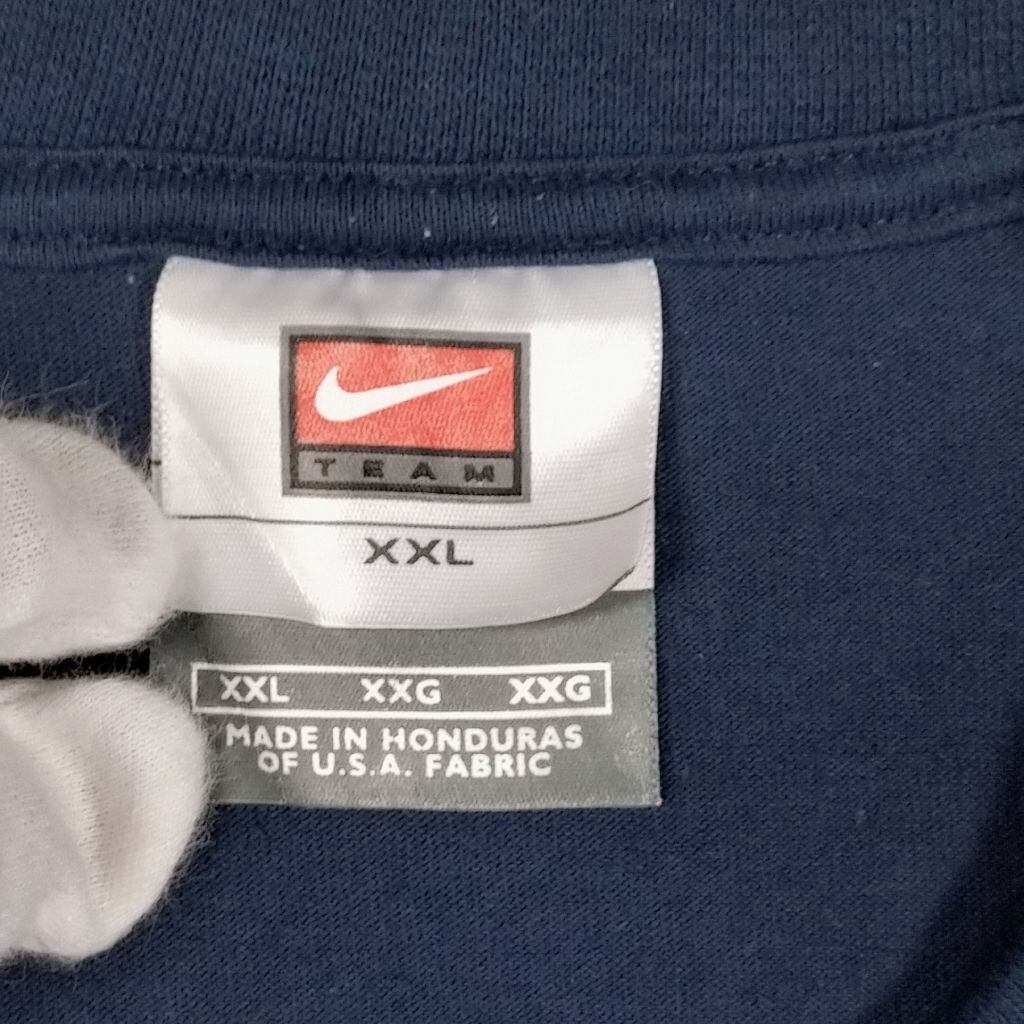 TEAM
XXL
XXL XXG XXG
MADE IN HONDURAS
OF U.S.A. FABRIC